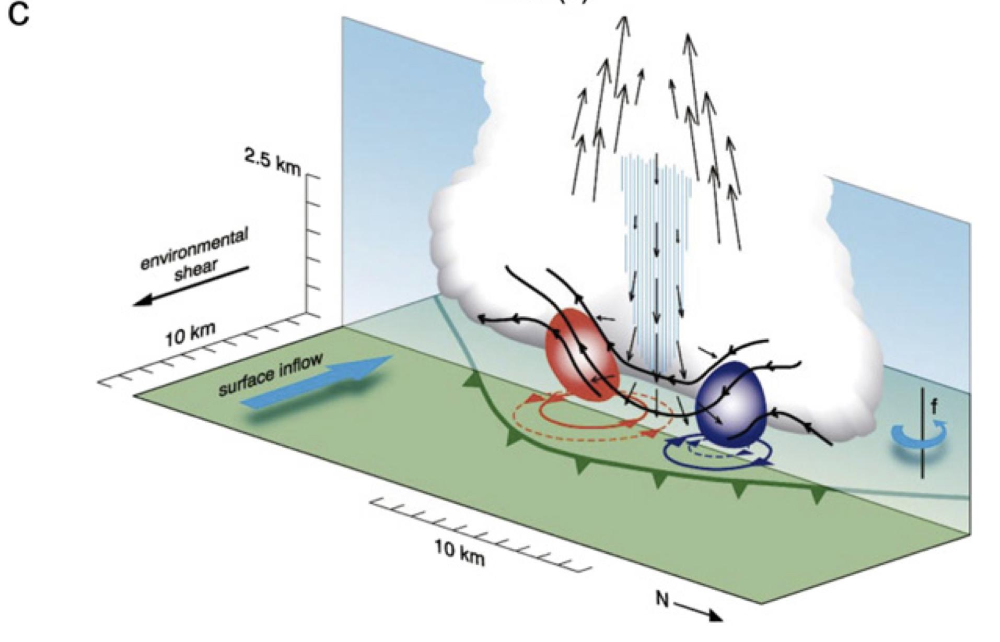 C
2.5 km
environmental
shear
10 km
surface inflow
f
10 km
N